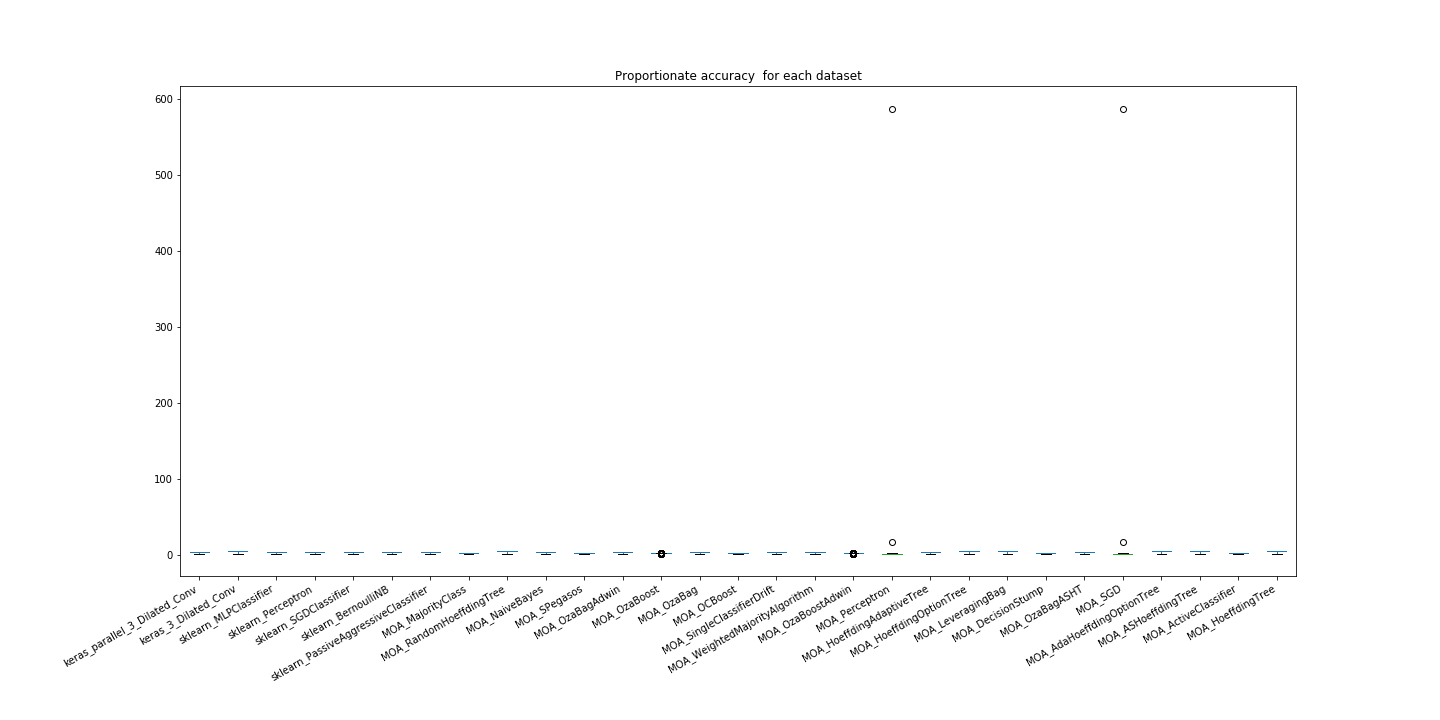 Proportionate accuracy  for each dataset
600
500
400
300
200
100
0
keras_parallel_3_Dilated_Conv
keras_3_Dilated_Conv
sklearn_MLPClassifier
sklearn_Perceptron
sklearn_SGDClassifier
sklearn_BernoulliNB
sklearn_PassiveAggressiveClassifier
MOA_MajorityClass
MOA_RandomHoeffdingTree
MOA_NaiveBayes
MOA_SPegasos
MOA_OzaBagAdwin
MOA_OzaBoost
MOA_OzaBag
MOA_OCBoost
MOA_SingleClassifierDrift
MOA_WeightedMajorityAlgorithm
MOA_OzaBoostAdwin
MOA_Perceptron
MOA_HoeffdingAdaptiveTree
MOA_HoeffdingOptionTree
MOA_LeveragingBag
MOA_DecisionStump
MOA_OzaBagASHT
MOA_SGD
MOA_AdaHoeffdingOptionTree
MOA_ASHoeffdingTree
MOA_ActiveClassifier
MOA_HoeffdingTree